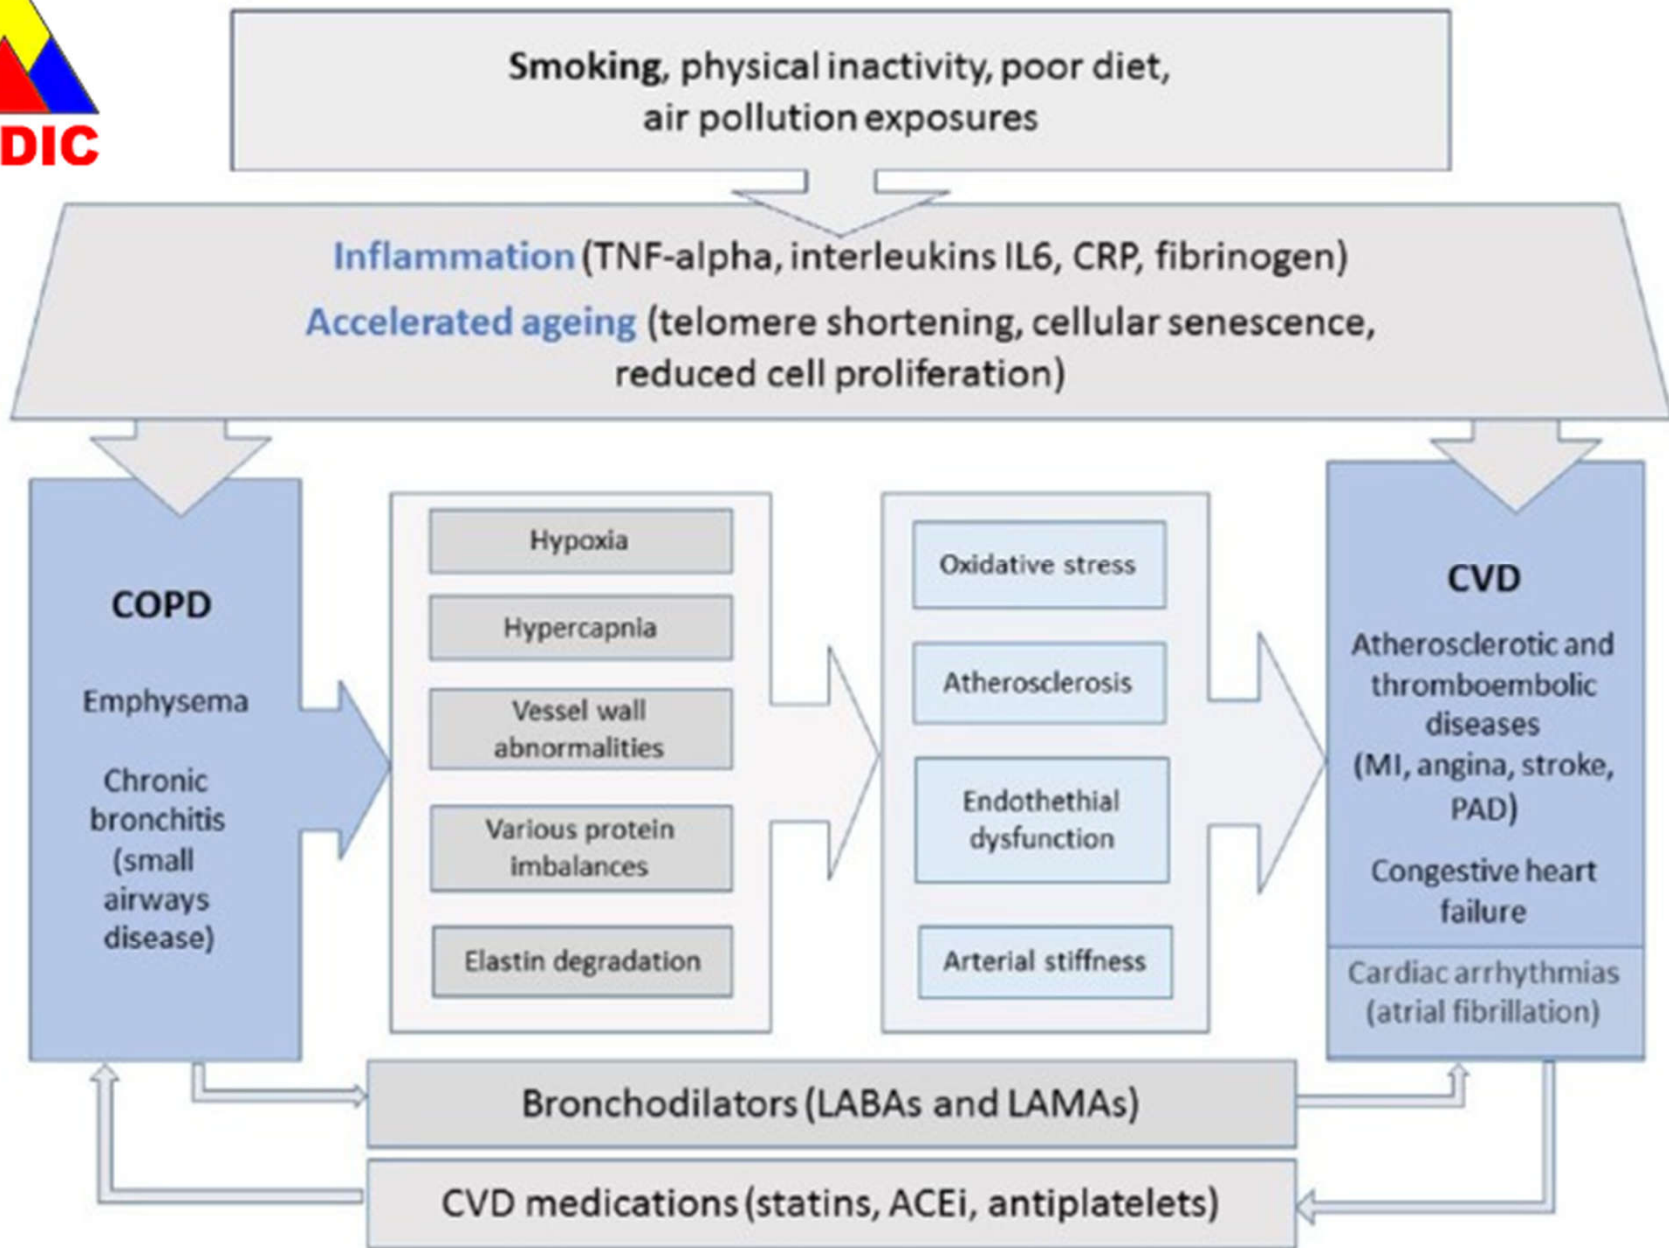 DIC
Smoking, physical inactivity, poor diet,
air pollution exposures
Inflammation (TNF-alpha, interleukins IL6, CRP, fibrinogen)
Accelerated ageing (telomere shortening, cellular senescence,
reduced cell proliferation)
COPD
Emphysema
Chronic
bronchitis
(small
airways
disease)
Hypoxia
Hypercapnia
Vessel wall
abnormalities
Various protein
imbalances
Elastin degradation
Oxidative stress
Atherosclerosis
Endothethial
dysfunction
Arterial stiffness
CVD
Atherosclerotic and
thromboembolic
diseases
(MI, angina, stroke,
PAD)
Congestive heart
failure
Cardiac arrhythmias
(atrial fibrillation)
Bronchodilators (LABAs and LAMAs)
CVD medications (statins, ACEi, antiplatelets)